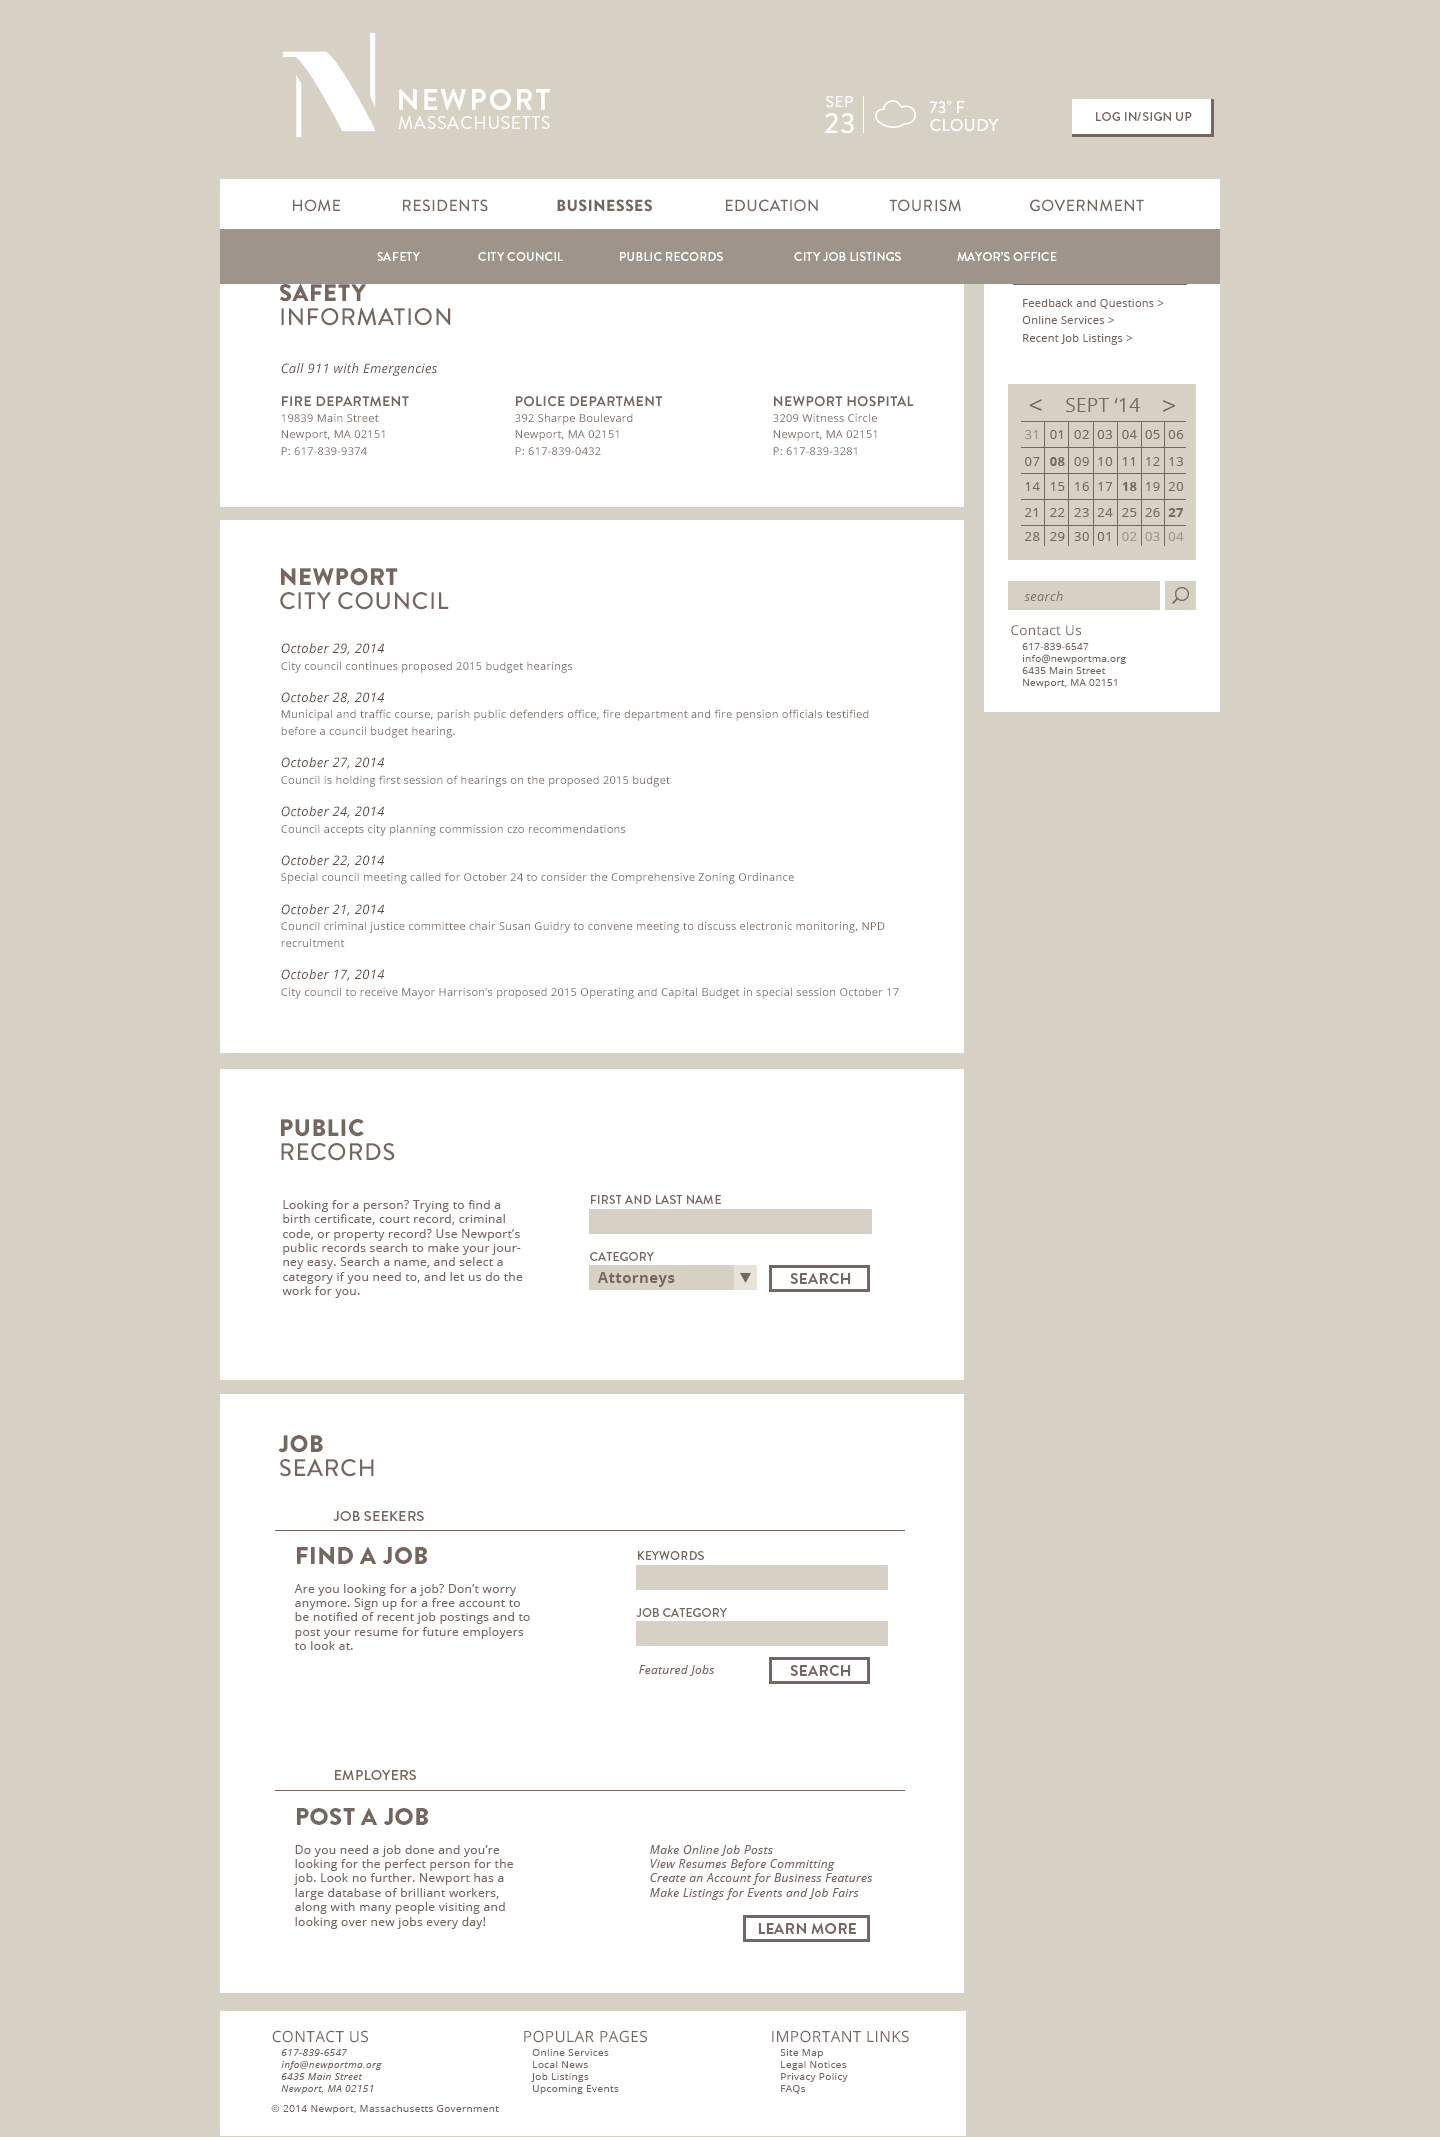 NEWPORT
MASSACHUSETTS
SEP
23
73° F
CLOUDY
LOG IN/SIGN UP
HOME RESIDENTS BUSINESSES EDUCATION TOURISM GOVERNMENT
SAFETY CITY COUNCIL PUBLIC RECORDS CITY JOB LISTINGS MAYOR'S OFFICE
SAFETY
INFORMATION
Call 911 with Emergencies
FIRE DEPARTMENT
19839 Main Street
Newport, MA 02151
P: 617-839-9374
POLICE DEPARTMENT
392 Sharpe Boulevard
Newport, MA 02151
P: 617-839-0432
NEWPORT HOSPITAL
3209 Witness Circle
Newport, MA 02151
P: 617-839-3281
Feedback and Questions >
Online Services >
Recent Job Listings >
< SEPT ‘14 >
31 01 02 03 04 05 06
07 08 09 10 11 12 13
14 15 16 17 18 19 20
21 22 23 24 25 26 27
28 29 30 01 02 03 04
search
Contact Us
617-839-6547
info@newportma.org
6435 Main Street
Newport, MA 02151
NEWPORT
CITY COUNCIL
October 29, 2014
City council continues proposed 2015 budget hearings
October 28, 2014
Municipal and traffic course, parish public defenders office, fire department and fire pension officials testified
before a council budget hearing.
October 27, 2014
Council is holding first session of hearings on the proposed 2015 budget
October 24, 2014
Council accepts city planning commission czo recommendations
October 22, 2014
Special council meeting called for October 24 to consider the Comprehensive Zoning Ordinance
October 21, 2014
Council criminal justice committee chair Susan Guidry to convene meeting to discuss electronic monitoring, NPD
recruitment
October 17, 2014
City council to receive Mayor Harrison’s proposed 2015 Operating and Capital Budget in special session October 17
PUBLIC
RECORDS
Looking for a person? Trying to find a
birth certificate, court record, criminal
code, or property record? Use Newport’s
public records search to make your jour-
ney easy. Search a name, and select a
category if you need to, and let us do the
work for you.
FIRST AND LAST NAME
CATEGORY
Attorneys ▼
SEARCH
JOB
SEARCH
JOB SEEKERS
FIND A JOB
Are you looking for a job? Don’t worry
anymore. Sign up for a free account to
be notified of recent job postings and to
post your resume for future employers
to look at.
KEYWORDS
JOB CATEGORY
Featured Jobs
SEARCH
EMPLOYERS
POST A JOB
Do you need a job done and you’re
looking for the perfect person for the
job. Look no further. Newport has a
large database of brilliant workers,
along with many people visiting and
looking over new jobs every day!
Make Online Job Posts
View Resumes Before Committing
Create an Account for Business Features
Make Listings for Events and Job Fairs
LEARN MORE
CONTACT US
617-839-6547
info@newportma.org
6435 Main Street
Newport, MA 02151
POPULAR PAGES
Online Services
Local News
Job Listings
Upcoming Events
IMPORTANT LINKS
Site Map
Legal Notices
Privacy Policy
FAQs
© 2014 Newport, Massachusetts Government